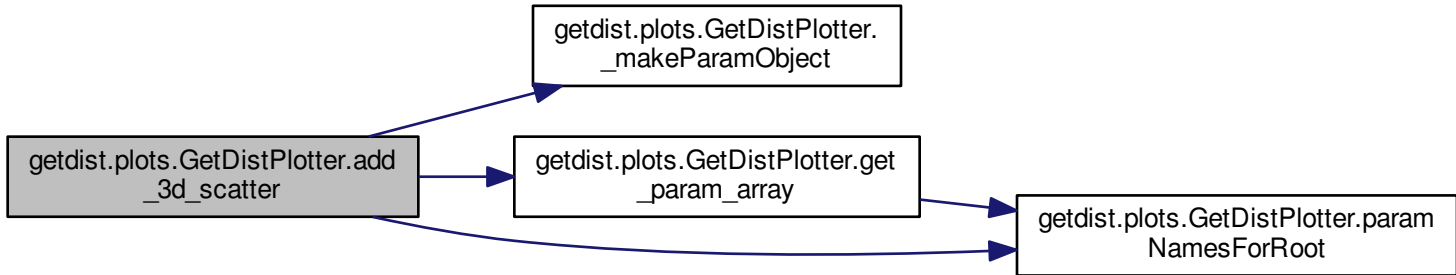 getdist.plots.GetDistPlotter.
_makeParamObject
getdist.plots.GetDistPlotter.add
_3d_scatter
getdist.plots.GetDistPlotter.get
_param_array
getdist.plots.GetDistPlotter.param
NamesForRoot